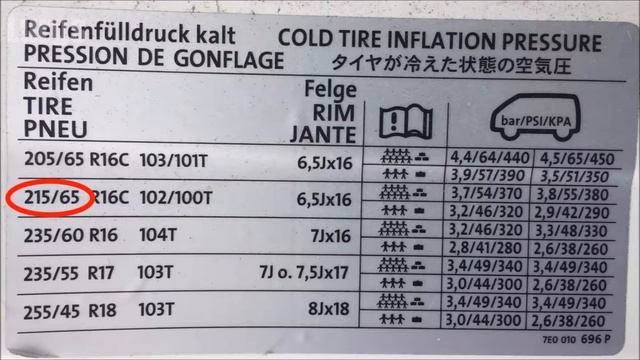 Reifenfülldruck kalt COLD TIRE INFLATION PRESSURE
PRESSION DE GONFLAGE タイヤが冷えた状態の空気圧
Reifen Felge
TIRE RIM bar/PSI/KPA
PNEU JANTE
205/65 R16C 103/101T 6,5Jx16 4,4/64/440 4,5/65/450
3,9/57/390 3,5/51/350
215/65 R16C 102/100T 6,5Jx16 3,7/54/370 3,8/55/380
3,2/46/320 2,9/42/290
235/60 R16 104T 7Jx16 3,2/46/320 3,3/48/330
2,8/41/280 2,6/38/260
235/55 R17 103T 7J o. 7,5Jx17 3,4/49/340 3,4/49/340
3,0/44/300 2,6/38/260
255/45 R18 103T 8Jx18 3,4/49/340 3,4/49/340
3,0/44/300 2,6/38/260
7E0 010 696 P